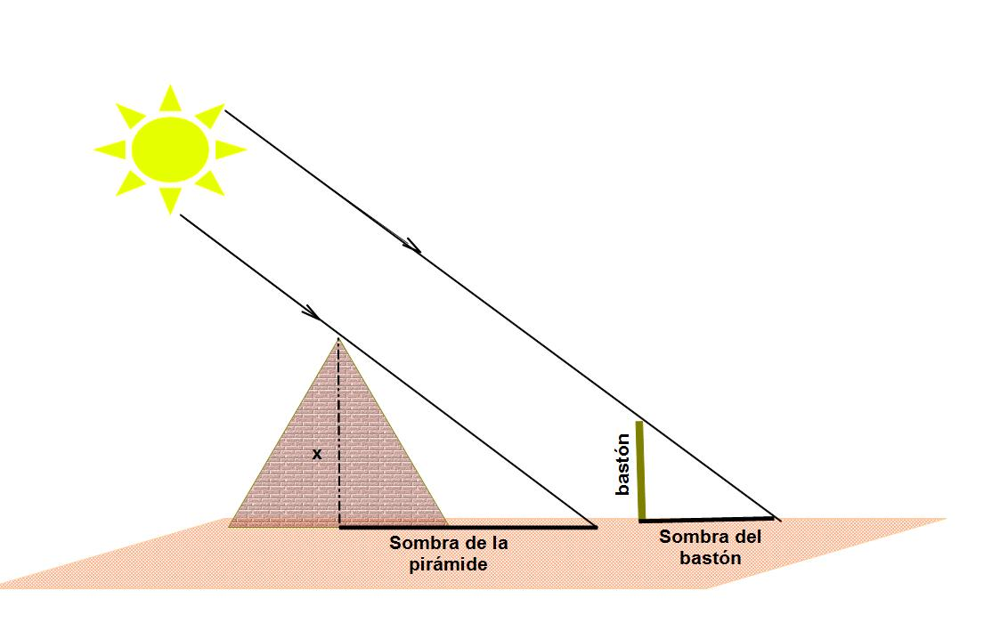 x
bastón
Sombra de la
pirámide
Sombra del
bastón